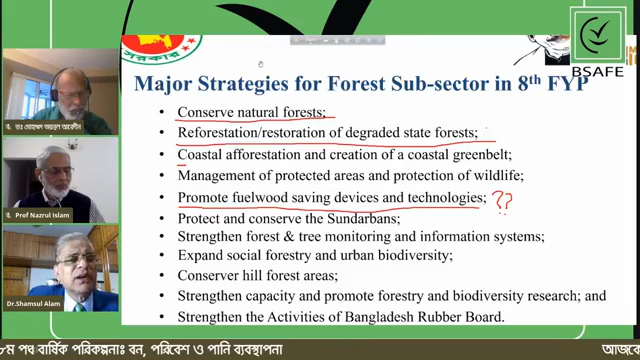 সরকার
BSAFE
Major Strategies for Forest Sub-sector in 8th FYP
• Conserve natural forests;
• Reforestation/restoration of degraded state forests;
• Coastal afforestation and creation of a coastal greenbelt;
• Management of protected areas and protection of wildlife;
• Promote fuelwood saving devices and technologies; ??
• Protect and conserve the Sundarbans;
• Strengthen forest & tree monitoring and information systems;
• Expand social forestry and urban biodiversity;
• Conserver hill forest areas;
• Strengthen capacity and promote forestry and biodiversity research; and
• Strengthen the Activities of Bangladesh Rubber Board.
Prof Nazrul Islam
Dr.Shamsul Alam
৮ম পঞ্চ বার্ষিক পরিকল্পনাঃ বন, পরিবেশ ও পানি ব্যবস্থাপনা